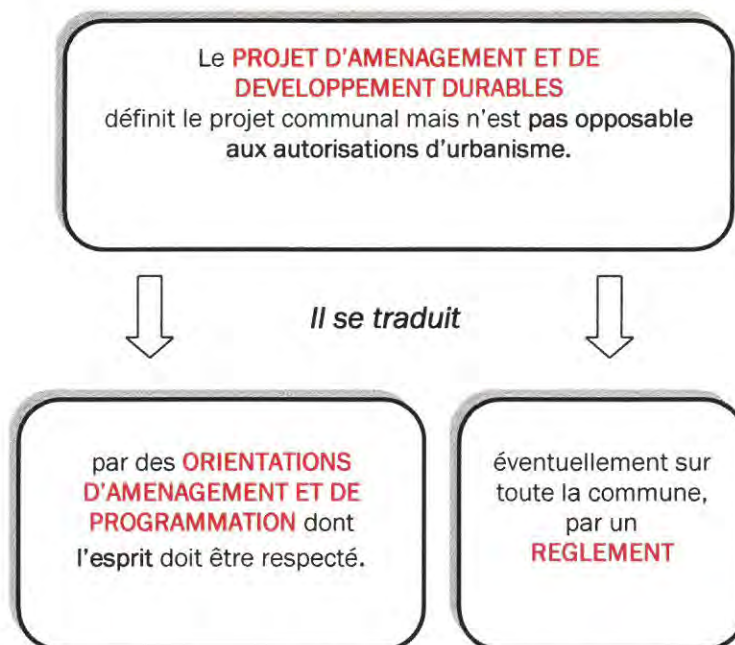 Le PROJET D'AMENAGEMENT ET DE
DEVELOPPEMENT DURABLES
définit le projet communal mais n'est pas opposable
aux autorisations d'urbanisme.
Il se traduit
par des ORIENTATIONS
D'AMENAGEMENT ET DE
PROGRAMMATION dont
l'esprit doit être respecté.
éventuellement sur
toute la commune,
par un
REGLEMENT